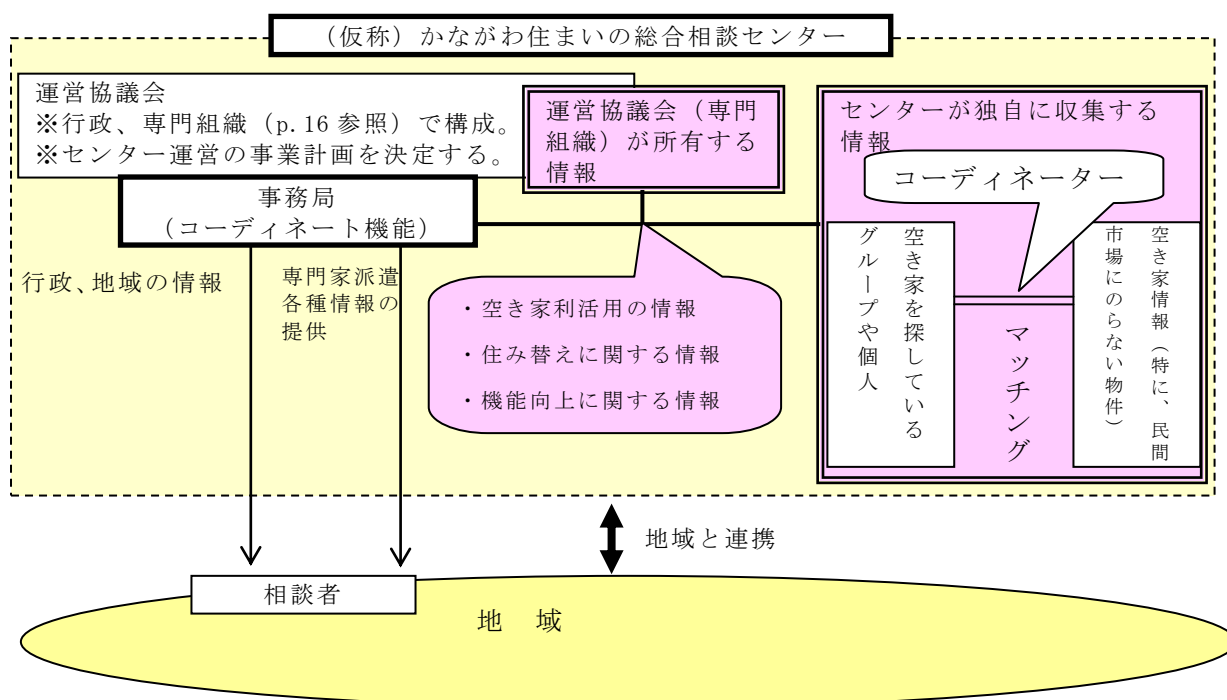 （仮称）かながわ住まいの総合相談センター
運営協議会
※行政、専門組織（p.16 参照）で構成。
※センター運営の事業計画を決定する。
運営協議会（専門
組織）が所有する
情報
センターが独自に収集する
情報
コーディネーター
事務局
（コーディネート機能）
行政、地域の情報
専門家派遣
各種情報の
提供
・空き家利活用の情報
・住み替えに関する情報
・機能向上に関する情報
空き家を探している
グループや個人
マッチング
空き家情報（特に、民間
市場にのらない物件）
地域と連携
相談者
地　域